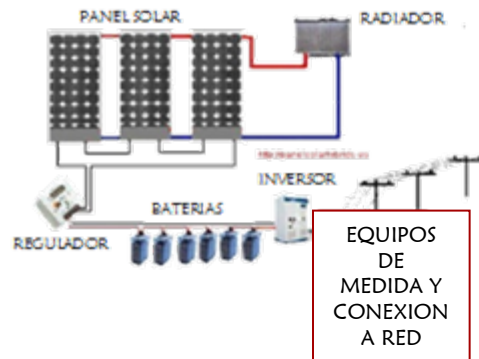 PANEL SOLAR
RADIADOR
INVERSOR
BATERIAS
REGULADOR
EQUIPOS
DE
MEDIDA Y
CONEXION
A RED